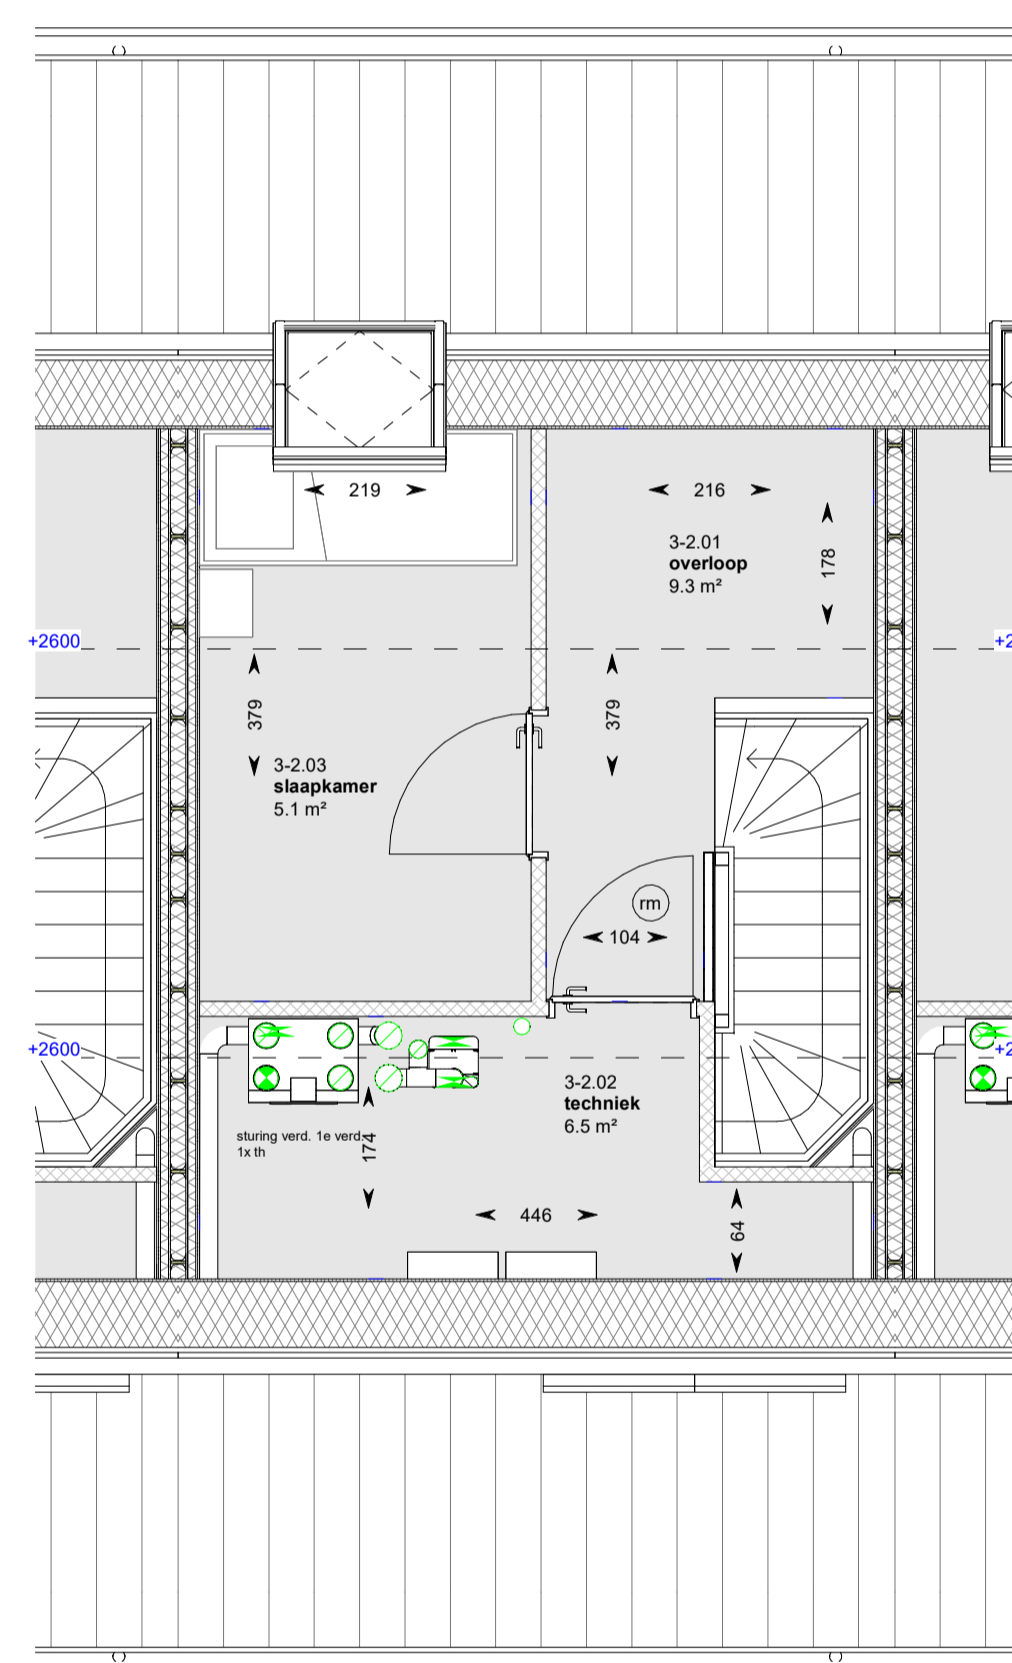 219
216
178
3-2.01
overloop
9.3 m²
+2600
+2
379
379
3-2.03
slaapkamer
5.1 m²
rm
104
+2600
+2
3-2.02
techniek
6.5 m²
sturing verd. 1e verd.
1x th
174
446
64